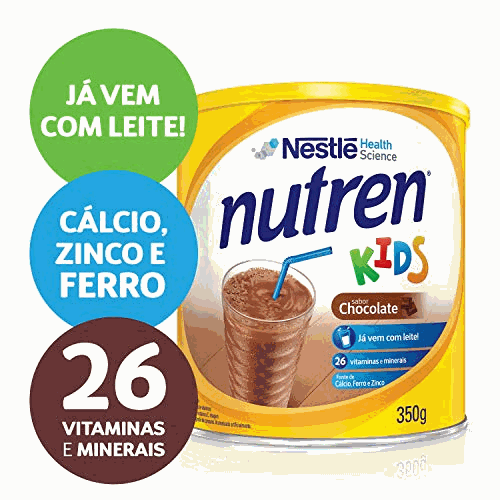 JÁ VEM
COM LEITE!
CÁLCIO,
ZINCO E
FERRO
26
VITAMINAS
E MINERAIS
Nestlé Health
Science
nutren®
KIDS
sabor
Chocolate
Já vem com leite!
26 vitaminas e minerais
Fonte de
Cálcio, Ferro e Zinco
350g